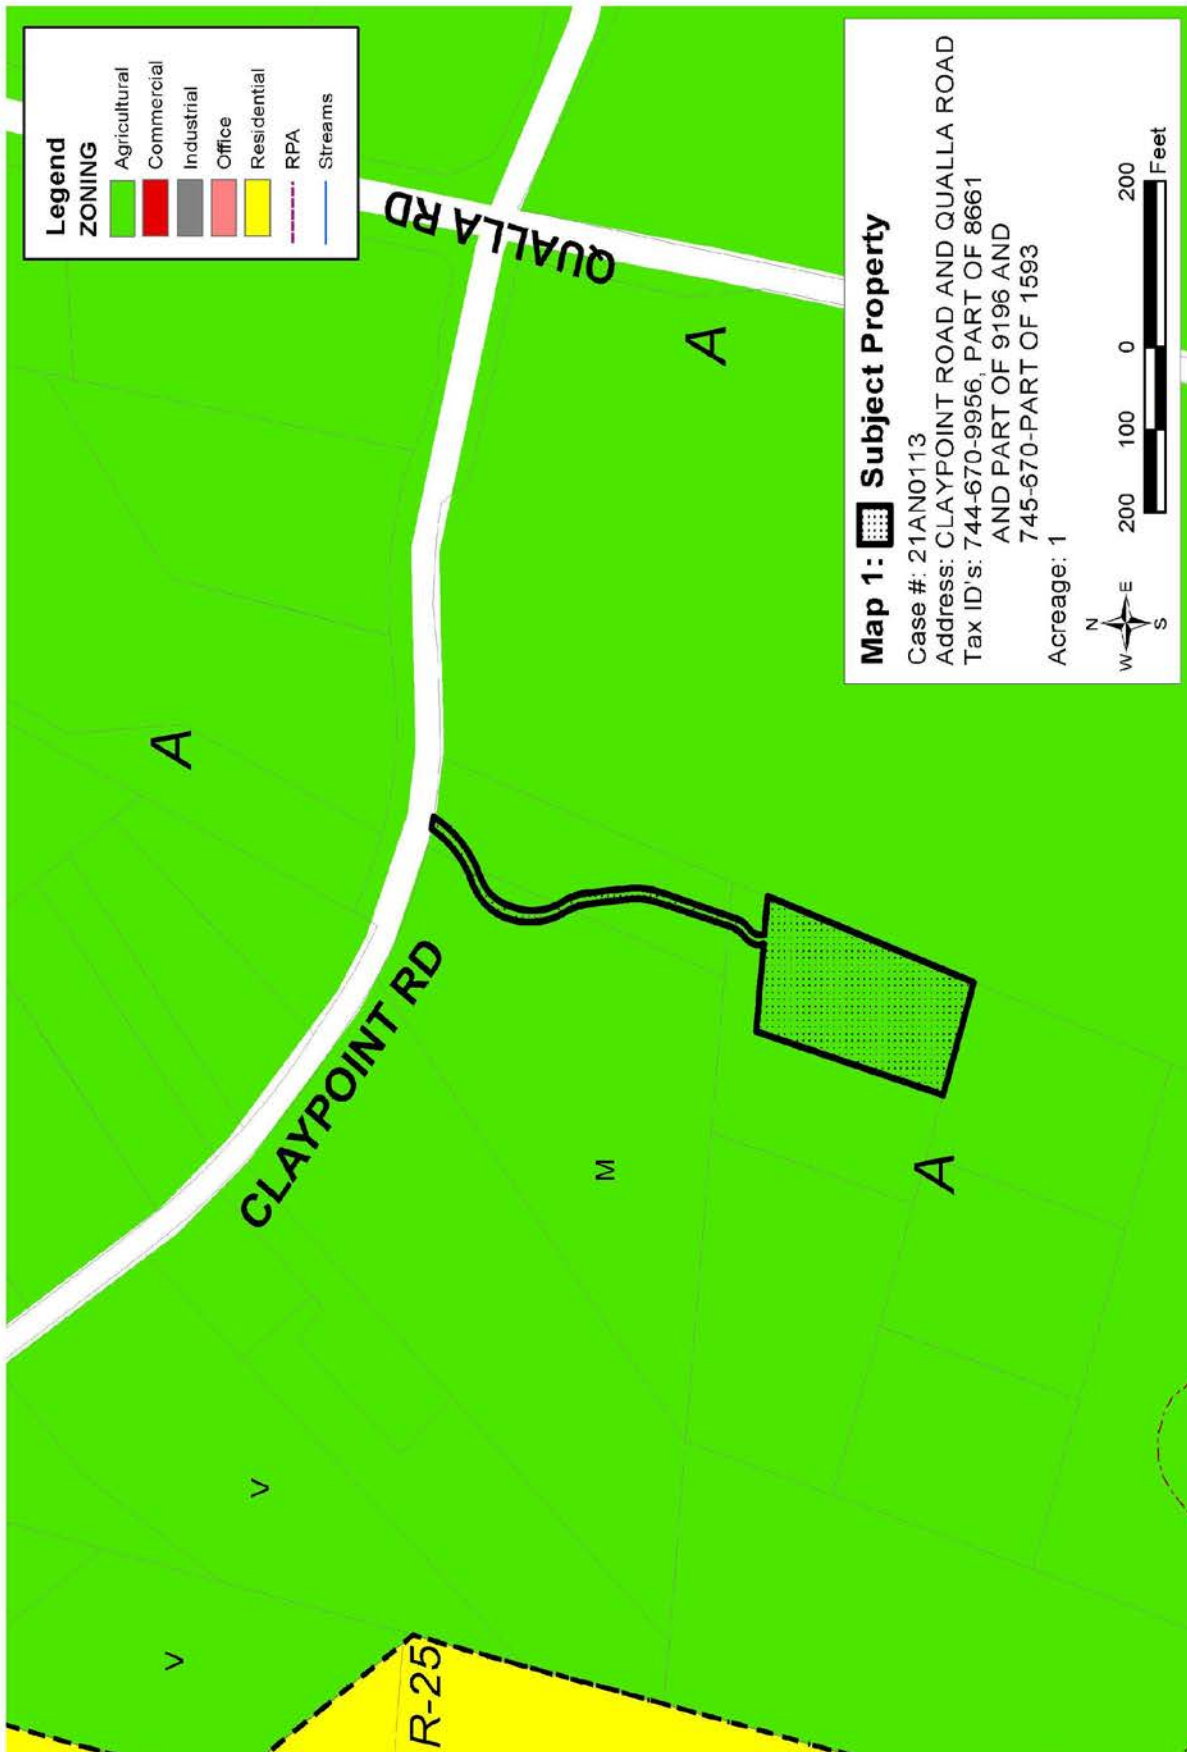 Legend
ZONING
Agricultural
Commercial
Industrial
Office
Residential
RPA
Streams
QUALLA RD
CLAYPOINT RD
A
A
A
M
V
V
R-25
Map 1: Subject Property
Case #: 21AN0113
Address: CLAYPOINT ROAD AND QUALLA ROAD
Tax ID's: 744-670-9956, PART OF 8661
AND PART OF 9196 AND
745-670-PART OF 1593
Acreage: 1
N
W E
S
200 100 0 200
Feet